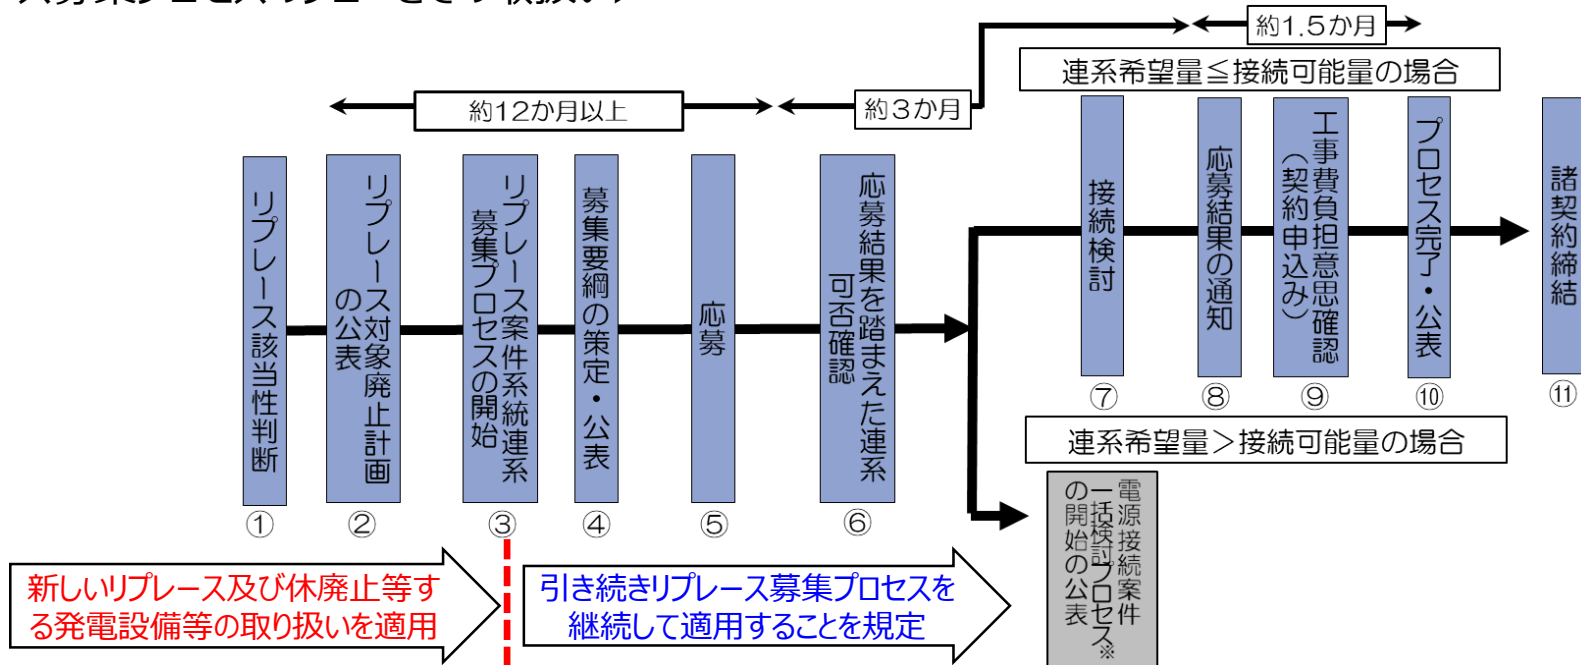 約1.5か月
連系希望量≦接続可能量の場合
約12か月以上
約3か月
リプレース該当性判断
①
リプレース対象廃止計画
の公表
②
リプレース案件系統連系
募集プロセスの開始
③
募集要綱の策定・公表
④
応募
⑤
応募結果を踏まえた連系
可否確認
⑥
接続検討
⑦
応募結果の通知
⑧
工事費負担意思確認
（契約申込み）
⑨
プロセス完了・公表
⑩
諸契約締結
⑪
連系希望量＞接続可能量の場合
電源接続案件
一括検討プロセス※
の開始の公表
新しいリプレース及び休廃止等す
る発電設備等の取り扱いを適用
引き続きリプレース募集プロセスを
継続して適用することを規定